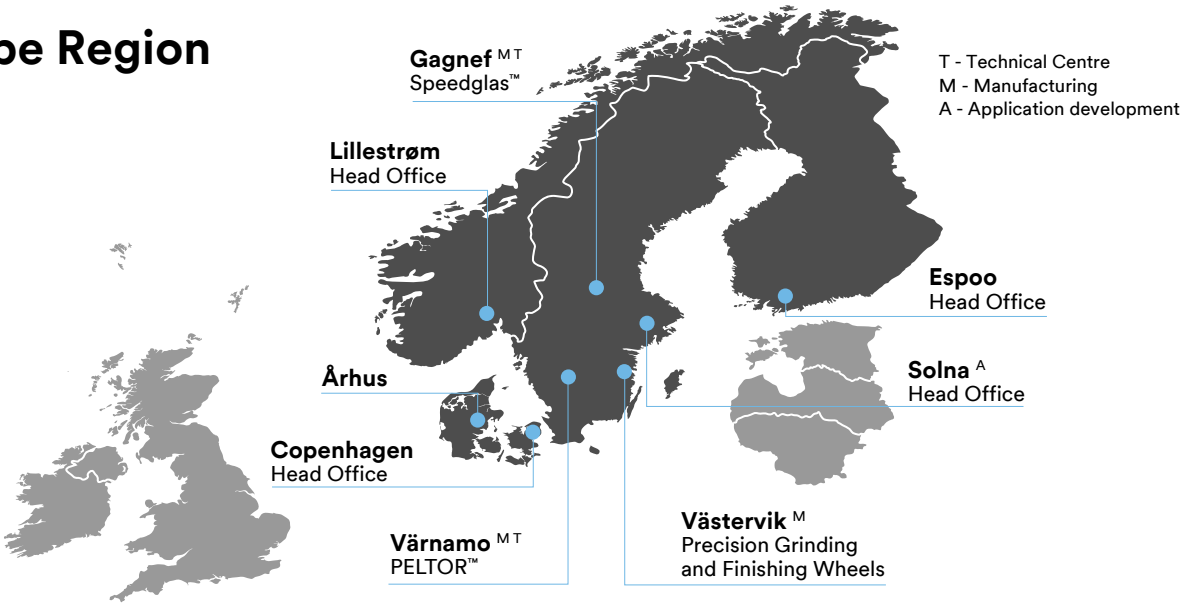 pe Region
Gagnef M T
Speedglas™
T - Technical Centre
M - Manufacturing
A - Application development
Lillestrøm
Head Office
Espoo
Head Office
Solna A
Head Office
Århus
Copenhagen
Head Office
Värnamo M T
PELTOR™
Västervik M
Precision Grinding
and Finishing Wheels